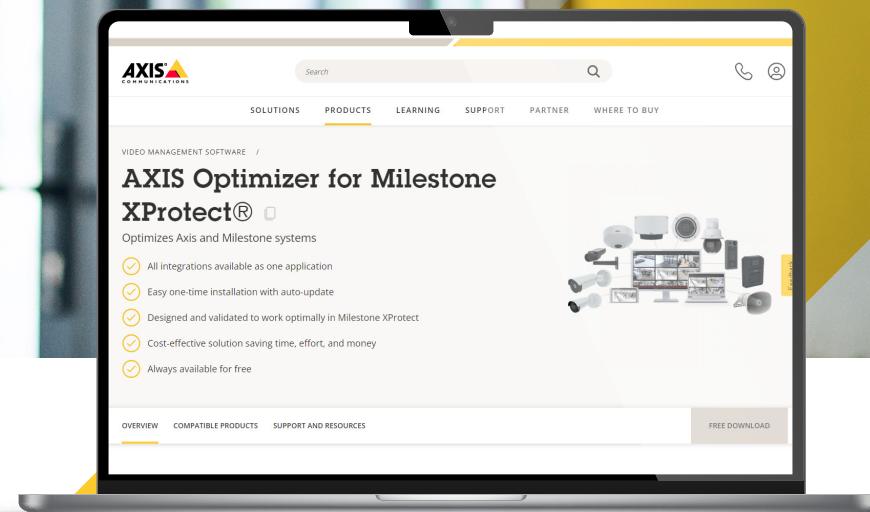 AXIS
COMMUNICATIONS
Search
SOLUTIONS PRODUCTS LEARNING SUPPORT PARTNER WHERE TO BUY
VIDEO MANAGEMENT SOFTWARE /
AXIS Optimizer for Milestone
XProtect®
Optimizes Axis and Milestone systems
All integrations available as one application
Easy one-time installation with auto-update
Designed and validated to work optimally in Milestone XProtect
Cost-effective solution saving time, effort, and money
Always available for free
Feedback
OVERVIEW COMPATIBLE PRODUCTS SUPPORT AND RESOURCES FREE DOWNLOAD